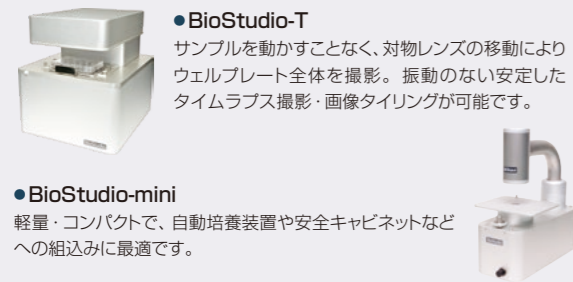 ●BioStudio-T
サンプルを動かすことなく、対物レンズの移動により
ウェルプレート全体を撮影。振動のない安定した
タイムラプス撮影・画像タイリングが可能です。
●BioStudio-mini
軽量・コンパクトで、自動培養装置や安全キャビネットなど
への組込みに最適です。